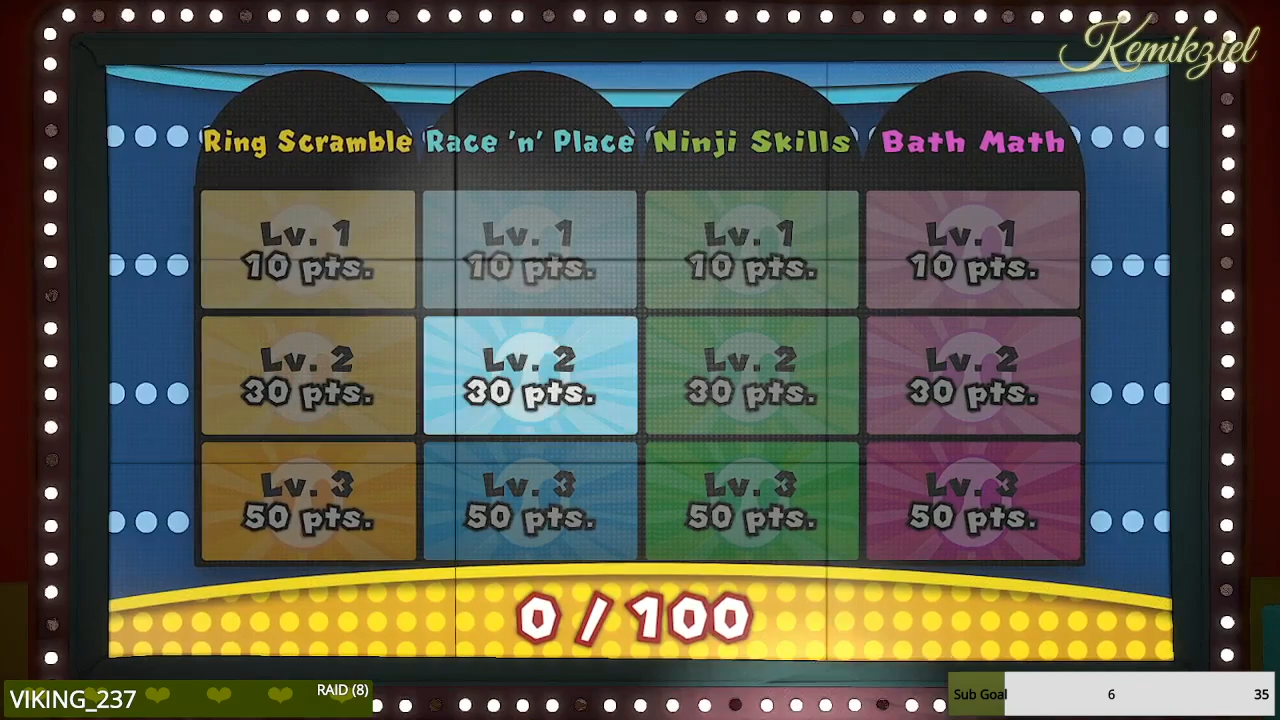 Kemikziel
Ring Scramble Race 'n' Place Ninji Skills Bath Math
Lv. 1 Lv. 1 Lv. 1 Lv. 1
10 pts. 10 pts. 10 pts. 10 pts.
Lv. 2 Lv. 2 Lv. 2 Lv. 2
30 pts. 30 pts. 30 pts. 30 pts.
Lv. 3 Lv. 3 Lv. 3 Lv. 3
50 pts. 50 pts. 50 pts. 50 pts.
0 / 100
VIKING_237 RAID (8) Sub Goal 6 35